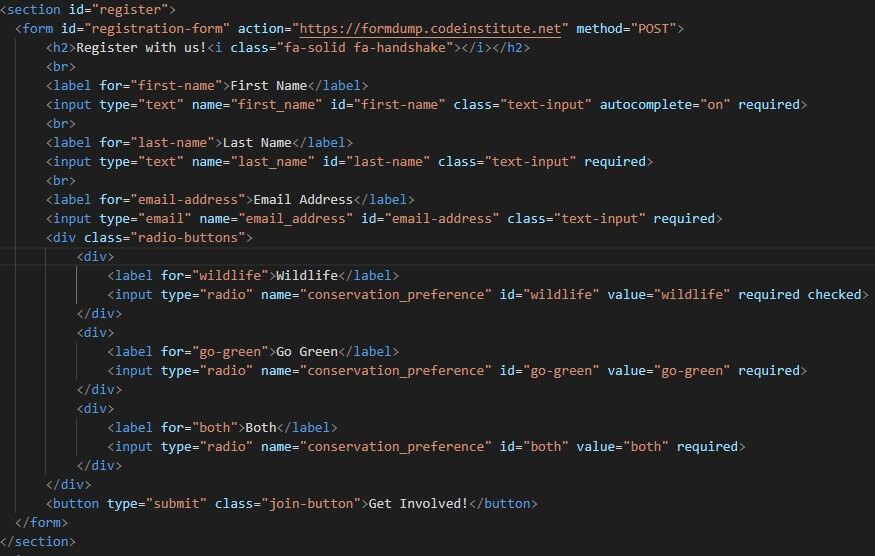 <section id="register">
<form id="registration-form" action="https://formdump.codeinstitute.net" method="POST">
<h2>Register with us!<i class="fa-solid fa-handshake"></i></h2>
<br>
<label for="first-name">First Name</label>
<input type="text" name="first_name" id="first-name" class="text-input" autocomplete="on" required>
<br>
<label for="last-name">Last Name</label>
<input type="text" name="last_name" id="last-name" class="text-input" required>
<br>
<label for="email-address">Email Address</label>
<input type="email" name="email_address" id="email-address" class="text-input" required>
<div class="radio-buttons">
<div>
<label for="wildlife">Wildlife</label>
<input type="radio" name="conservation_preference" id="wildlife" value="wildlife" required checked>
</div>
<div>
<label for="go-green">Go Green</label>
<input type="radio" name="conservation_preference" id="go-green" value="go-green" required>
</div>
<div>
<label for="both">Both</label>
<input type="radio" name="conservation_preference" id="both" value="both" required>
</div>
</div>
<button type="submit" class="join-button">Get Involved!</button>
</form>
</section>